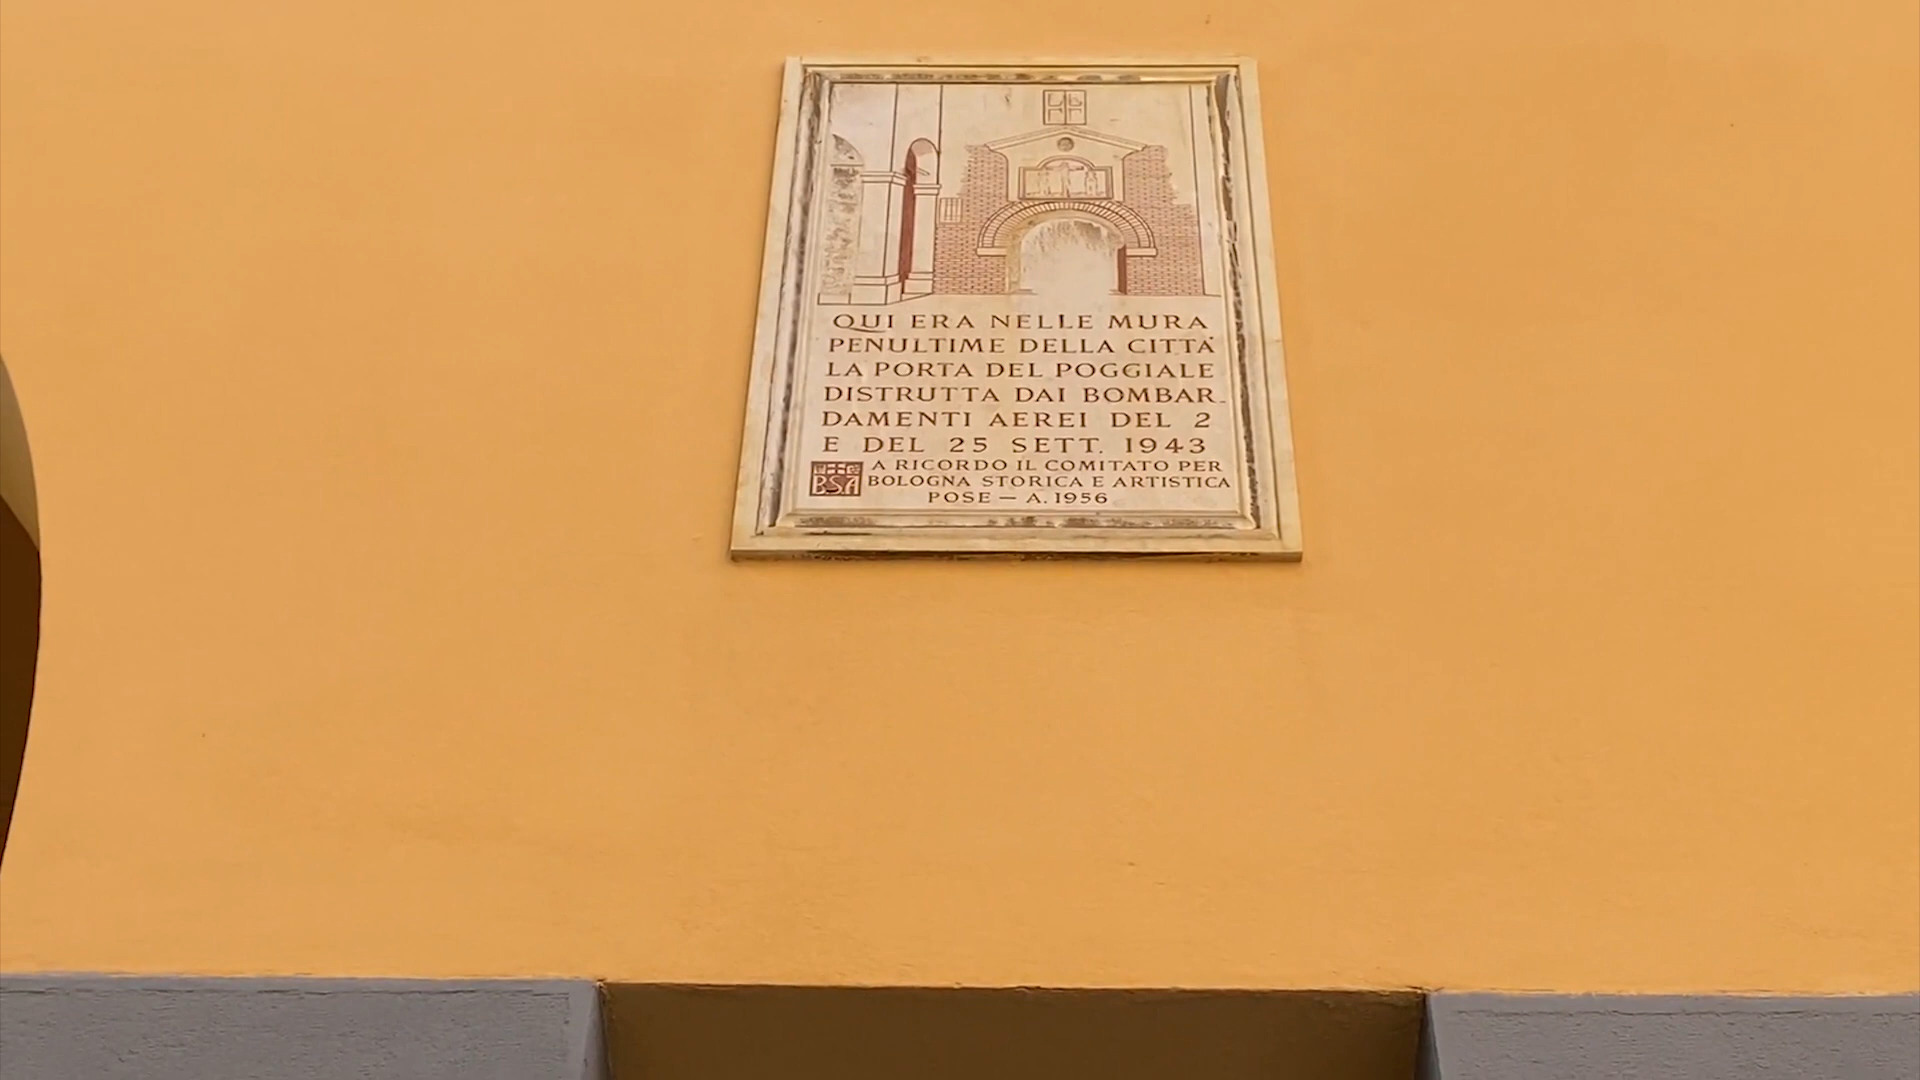 QUI ERA NELLE MURA
PENULTIME DELLA CITTÀ
LA PORTA DEL POGGIALE
DISTRUTTA DAI BOMBAR-
DAMENTI AEREI DEL 2
E DEL 25 SETT. 1943
BSA
A RICORDO IL COMITATO PER
BOLOGNA STORICA E ARTISTICA
POSE — A. 1956